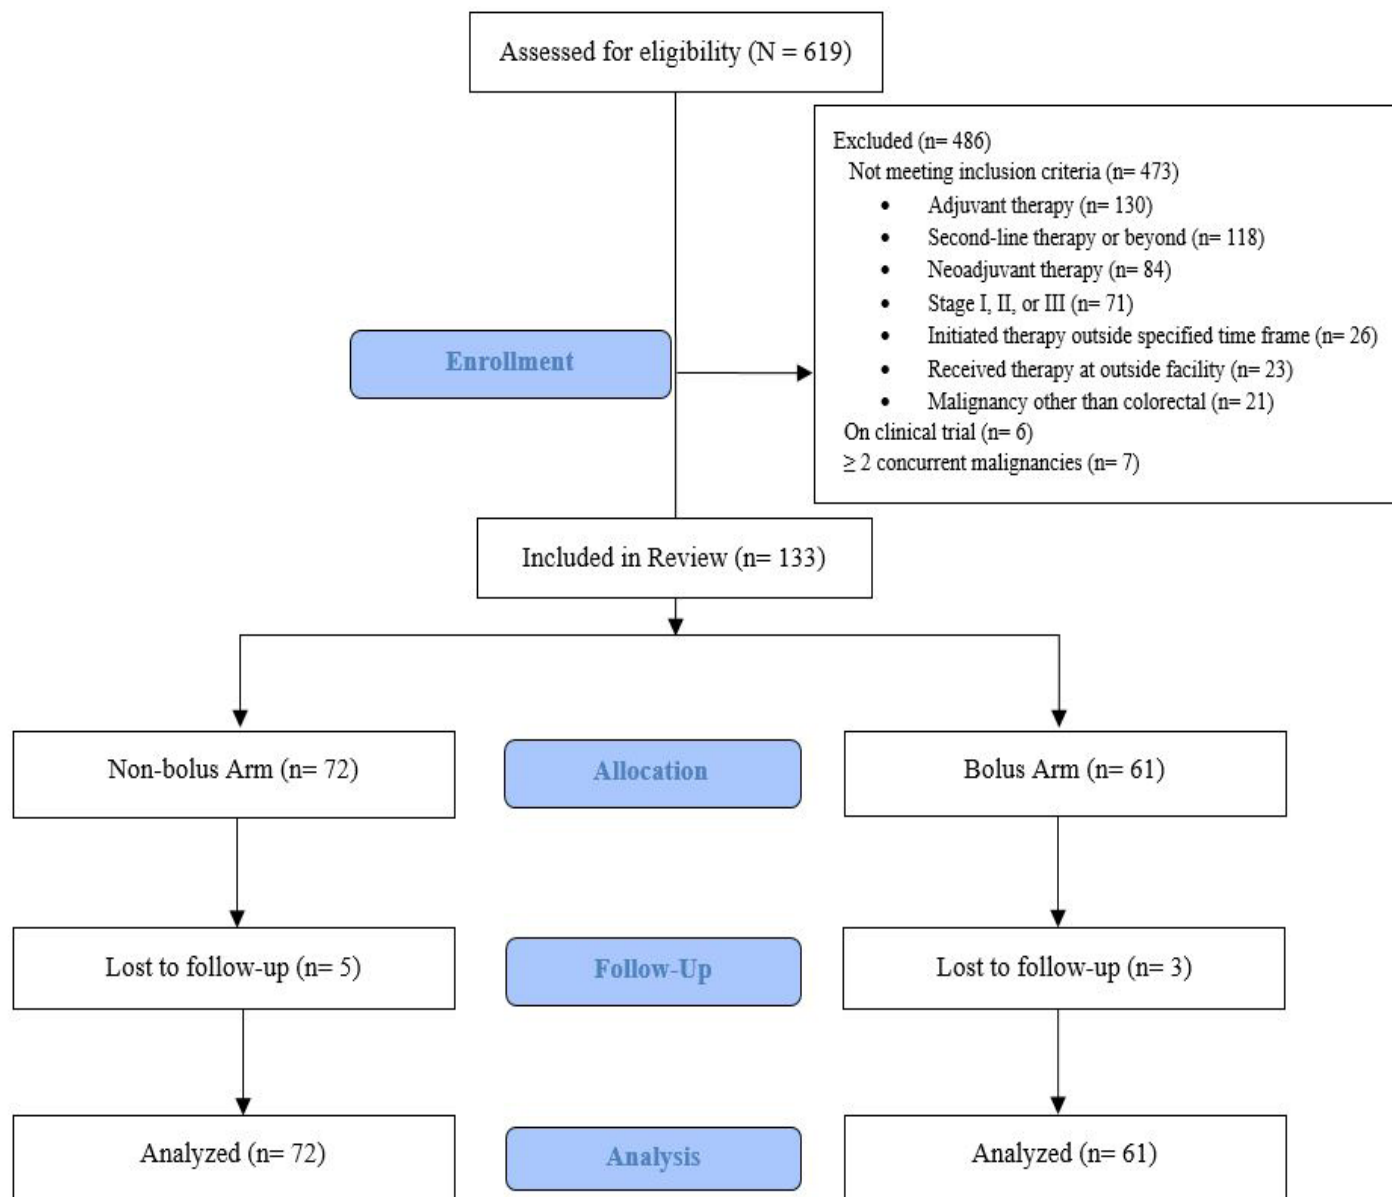 Assessed for eligibility (N = 619)
Excluded (n= 486)
Not meeting inclusion criteria (n= 473)
• Adjuvant therapy (n= 130)
• Second-line therapy or beyond (n= 118)
• Neoadjuvant therapy (n= 84)
• Stage I, II, or III (n= 71)
• Initiated therapy outside specified time frame (n= 26)
• Received therapy at outside facility (n= 23)
• Malignancy other than colorectal (n= 21)
On clinical trial (n= 6)
≥ 2 concurrent malignancies (n= 7)
Enrollment
Included in Review (n= 133)
Non-bolus Arm (n= 72)
Allocation
Bolus Arm (n= 61)
Lost to follow-up (n= 5)
Follow-Up
Lost to follow-up (n= 3)
Analyzed (n= 72)
Analysis
Analyzed (n= 61)